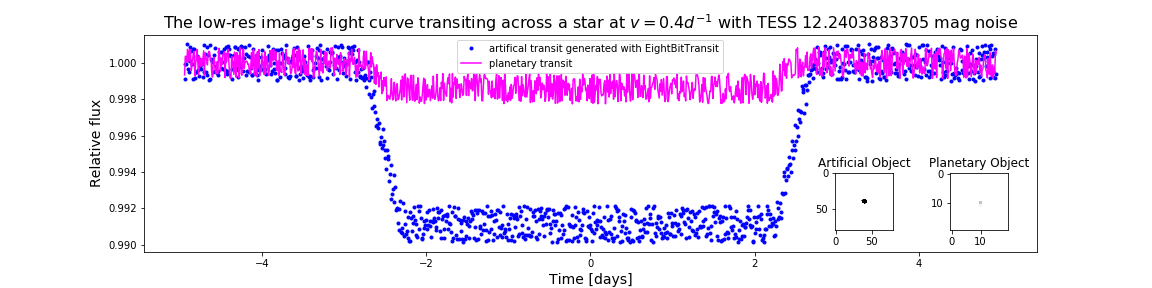 The low-res image's light curve transiting across a star at v = 0.4d⁻¹ with TESS 12.2403883705 mag noise
artifical transit generated with EightBitTransit
planetary transit
Relative flux
1.000
0.998
0.996
0.994
0.992
0.990
Artificial Object
0
50
0 50
Planetary Object
0
10
0 10
−4 −2 0 2 4
Time [days]